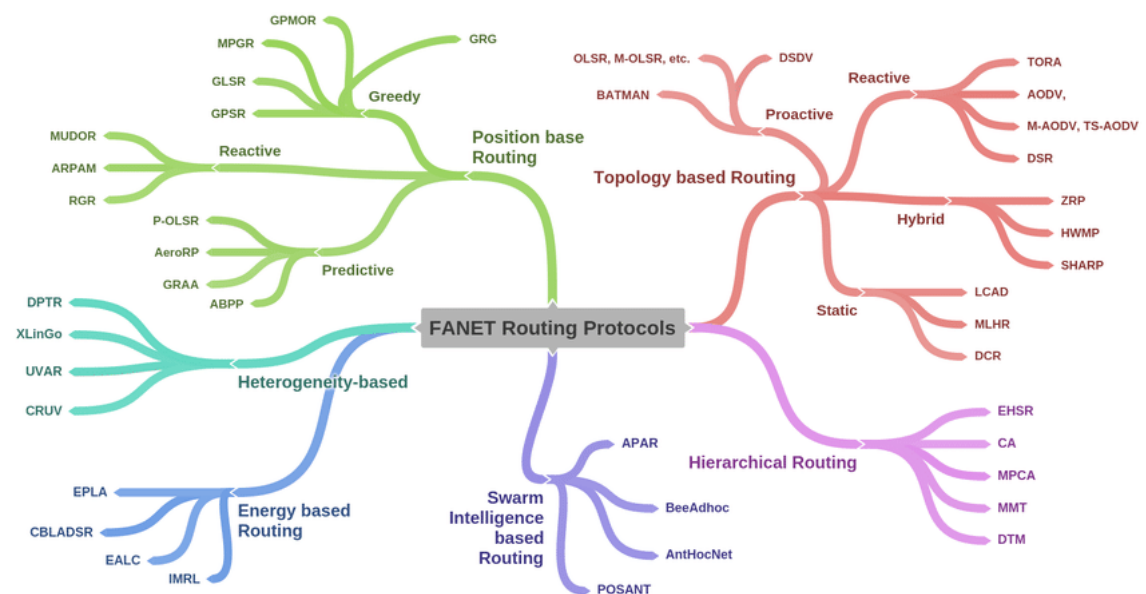 FANET Routing Protocols
Position base
Routing
Greedy
GPMOR
MPGR
GRG
GLSR
GPSR
Reactive
MUDOR
ARPAM
RGR
Predictive
P-OLSR
AeroRP
GRAA
ABPP
Heterogeneity-based
DPTR
XLinGo
UVAR
CRUV
Energy based
Routing
EPLA
CBLADSR
EALC
IMRL
Swarm
Intelligence
based
Routing
APAR
BeeAdhoc
AntHocNet
POSANT
Topology based Routing
Proactive
OLSR, M-OLSR, etc.
DSDV
BATMAN
Reactive
TORA
AODV,
M-AODV, TS-AODV
DSR
Hybrid
ZRP
HWMP
SHARP
Static
LCAD
MLHR
DCR
Hierarchical Routing
EHSR
CA
MPCA
MMT
DTM